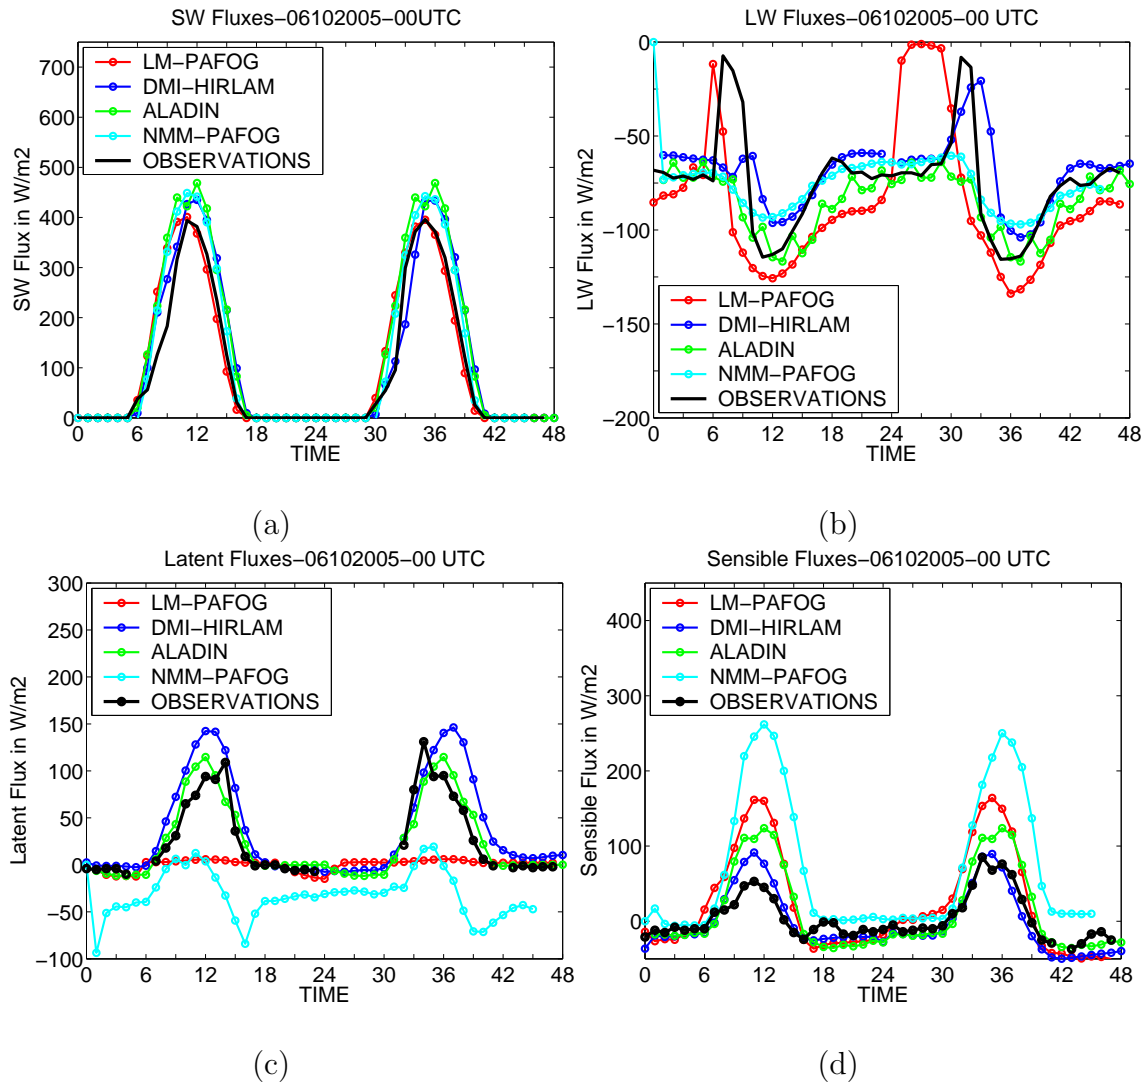 SW Fluxes−06102005−00UTC
LW Fluxes−06102005−00 UTC
SW Flux in W/m2
750
700
600
500
400
300
200
100
0
LM−PAFOG
DMI−HIRLAM
ALADIN
NMM−PAFOG
OBSERVATIONS
0 6 12 18 24 30 36 42 48
TIME
LW Flux in W/m2
0
−50
−100
−150
−200
LM−PAFOG
DMI−HIRLAM
ALADIN
NMM−PAFOG
OBSERVATIONS
0 6 12 18 24 30 36 42 48
TIME
(a)
(b)
Latent Fluxes−06102005−00 UTC
Sensible Fluxes−06102005−00 UTC
Latent Flux in W/m2
300
250
200
150
100
50
0
−50
−100
LM−PAFOG
DMI−HIRLAM
ALADIN
NMM−PAFOG
OBSERVATIONS
0 6 12 18 24 30 36 42 48
TIME
Sensible Flux in W/m2
400
300
200
100
0
LM−PAFOG
DMI−HIRLAM
ALADIN
NMM−PAFOG
OBSERVATIONS
0 6 12 18 24 30 36 42 48
TIME
(c)
(d)